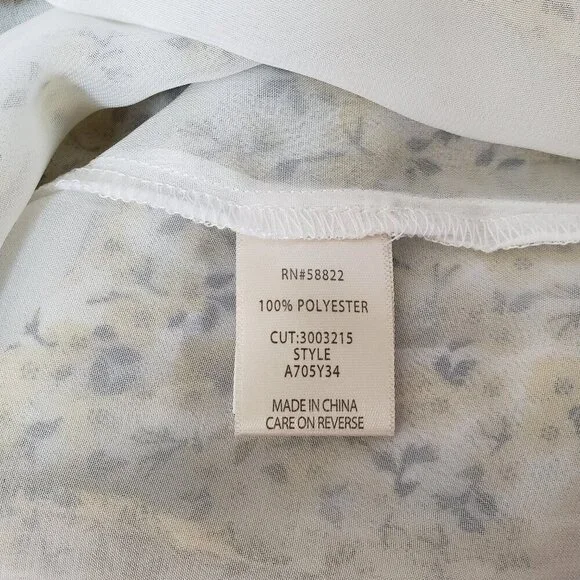 RN#58822
100% POLYESTER
CUT:3003215
STYLE
A705Y34
MADE IN CHINA
CARE ON REVERSE